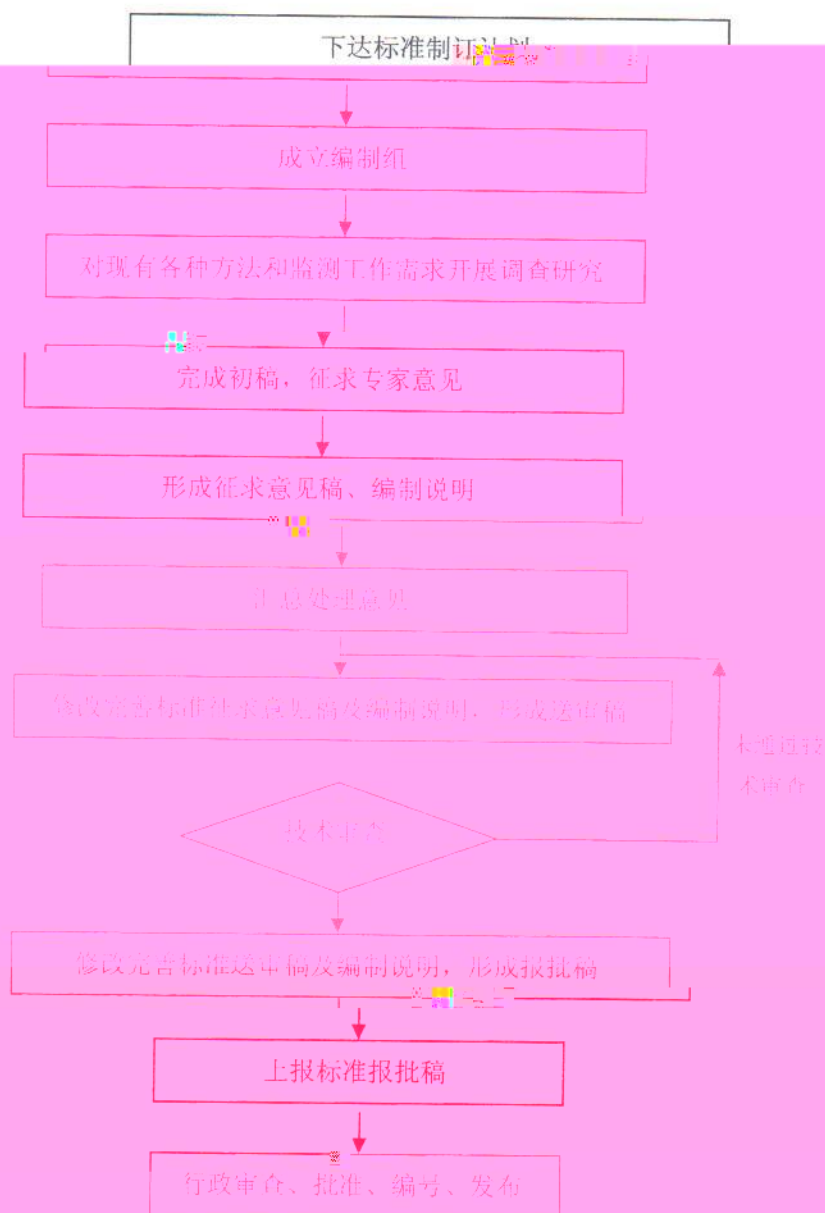 下达标准制订计划
成立编制组
对现有各种方法和监测工作需求开展调查研究
完成初稿，征求专家意见
形成征求意见稿、编制说明
汇总处理意见
修改完善标准征求意见稿及编制说明，形成送审稿
未通过技
术审查
技术审查
修改完善标准送审稿及编制说明，形成报批稿
上报标准报批稿
行政审查、批准、编号、发布